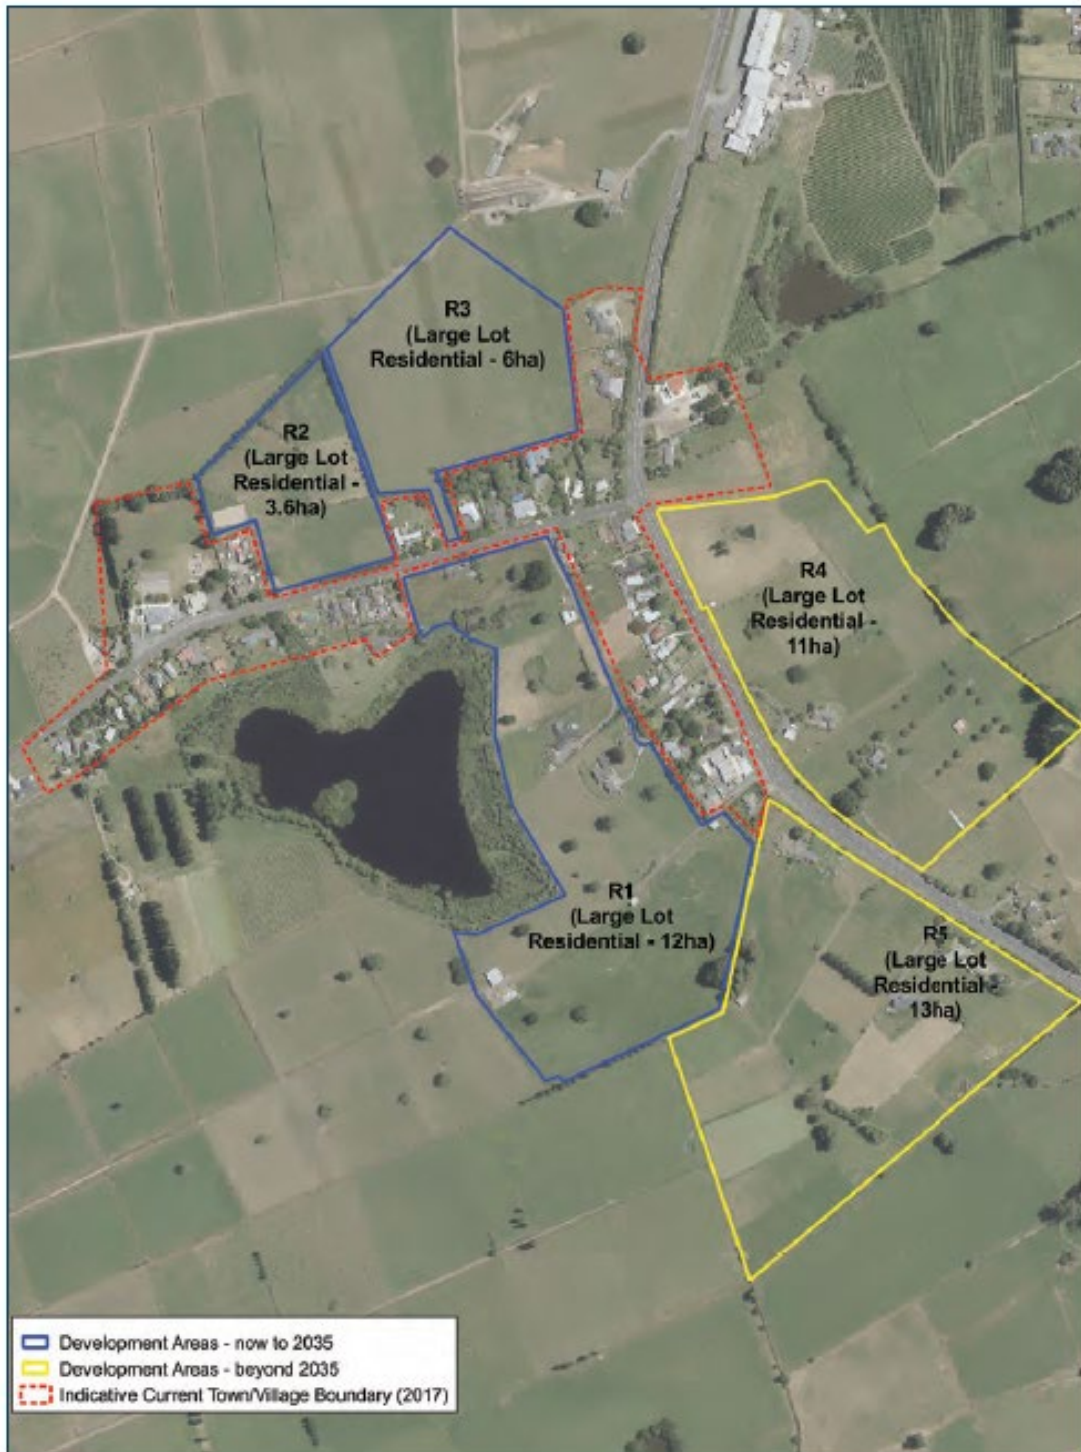 R3
(Large Lot
Residential - 6ha)
R2
(Large Lot
Residential -
3.6ha)
R4
(Large Lot
Residential -
11ha)
R1
(Large Lot
Residential - 12ha)
R5
(Large Lot
Residential -
13ha)
Development Areas - now to 2035
Development Areas - beyond 2035
Indicative Current Town/Village Boundary (2017)